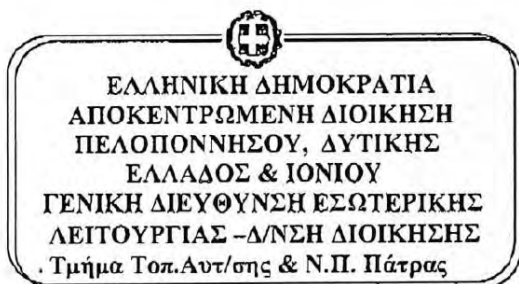 ΕΛΛΗΝΙΚΗ ΔΗΜΟΚΡΑΤΙΑ
ΑΠΟΚΕΝΤΡΩΜΕΝΗ ΔΙΟΙΚΗΣΗ
ΠΕΛΟΠΟΝΝΗΣΟΥ, ΔΥΤΙΚΗΣ
ΕΛΛΑΔΟΣ & ΙΟΝΙΟΥ
ΓΕΝΙΚΗ ΔΙΕΥΘΥΝΣΗ ΕΣΩΤΕΡΙΚΗΣ
ΛΕΙΤΟΥΡΓΙΑΣ –Δ/ΝΣΗ ΔΙΟΙΚΗΣΗΣ
Τμήμα Τοπ.Αυτ/σης & Ν.Π. Πάτρας